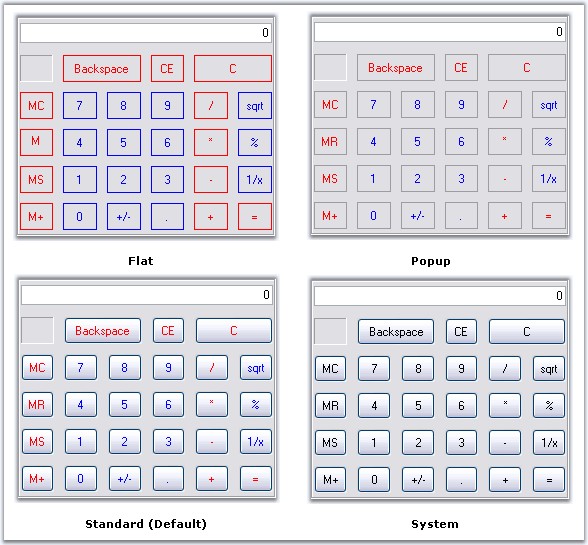 0
Backspace CE C
MC 7 8 9 / sqrt
M 4 5 6 * %
MS 1 2 3 - 1/x
M+ 0 +/- . + =
Flat
0
Backspace CE C
MC 7 8 9 / sqrt
MR 4 5 6 * %
MS 1 2 3 - 1/x
M+ 0 +/- . + =
Popup
0
Backspace CE C
MC 7 8 9 / sqrt
MR 4 5 6 * %
MS 1 2 3 - 1/x
M+ 0 +/- . + =
Standard (Default)
0
Backspace CE C
MC 7 8 9 / sqrt
MR 4 5 6 * %
MS 1 2 3 - 1/x
M+ 0 +/- . + =
System